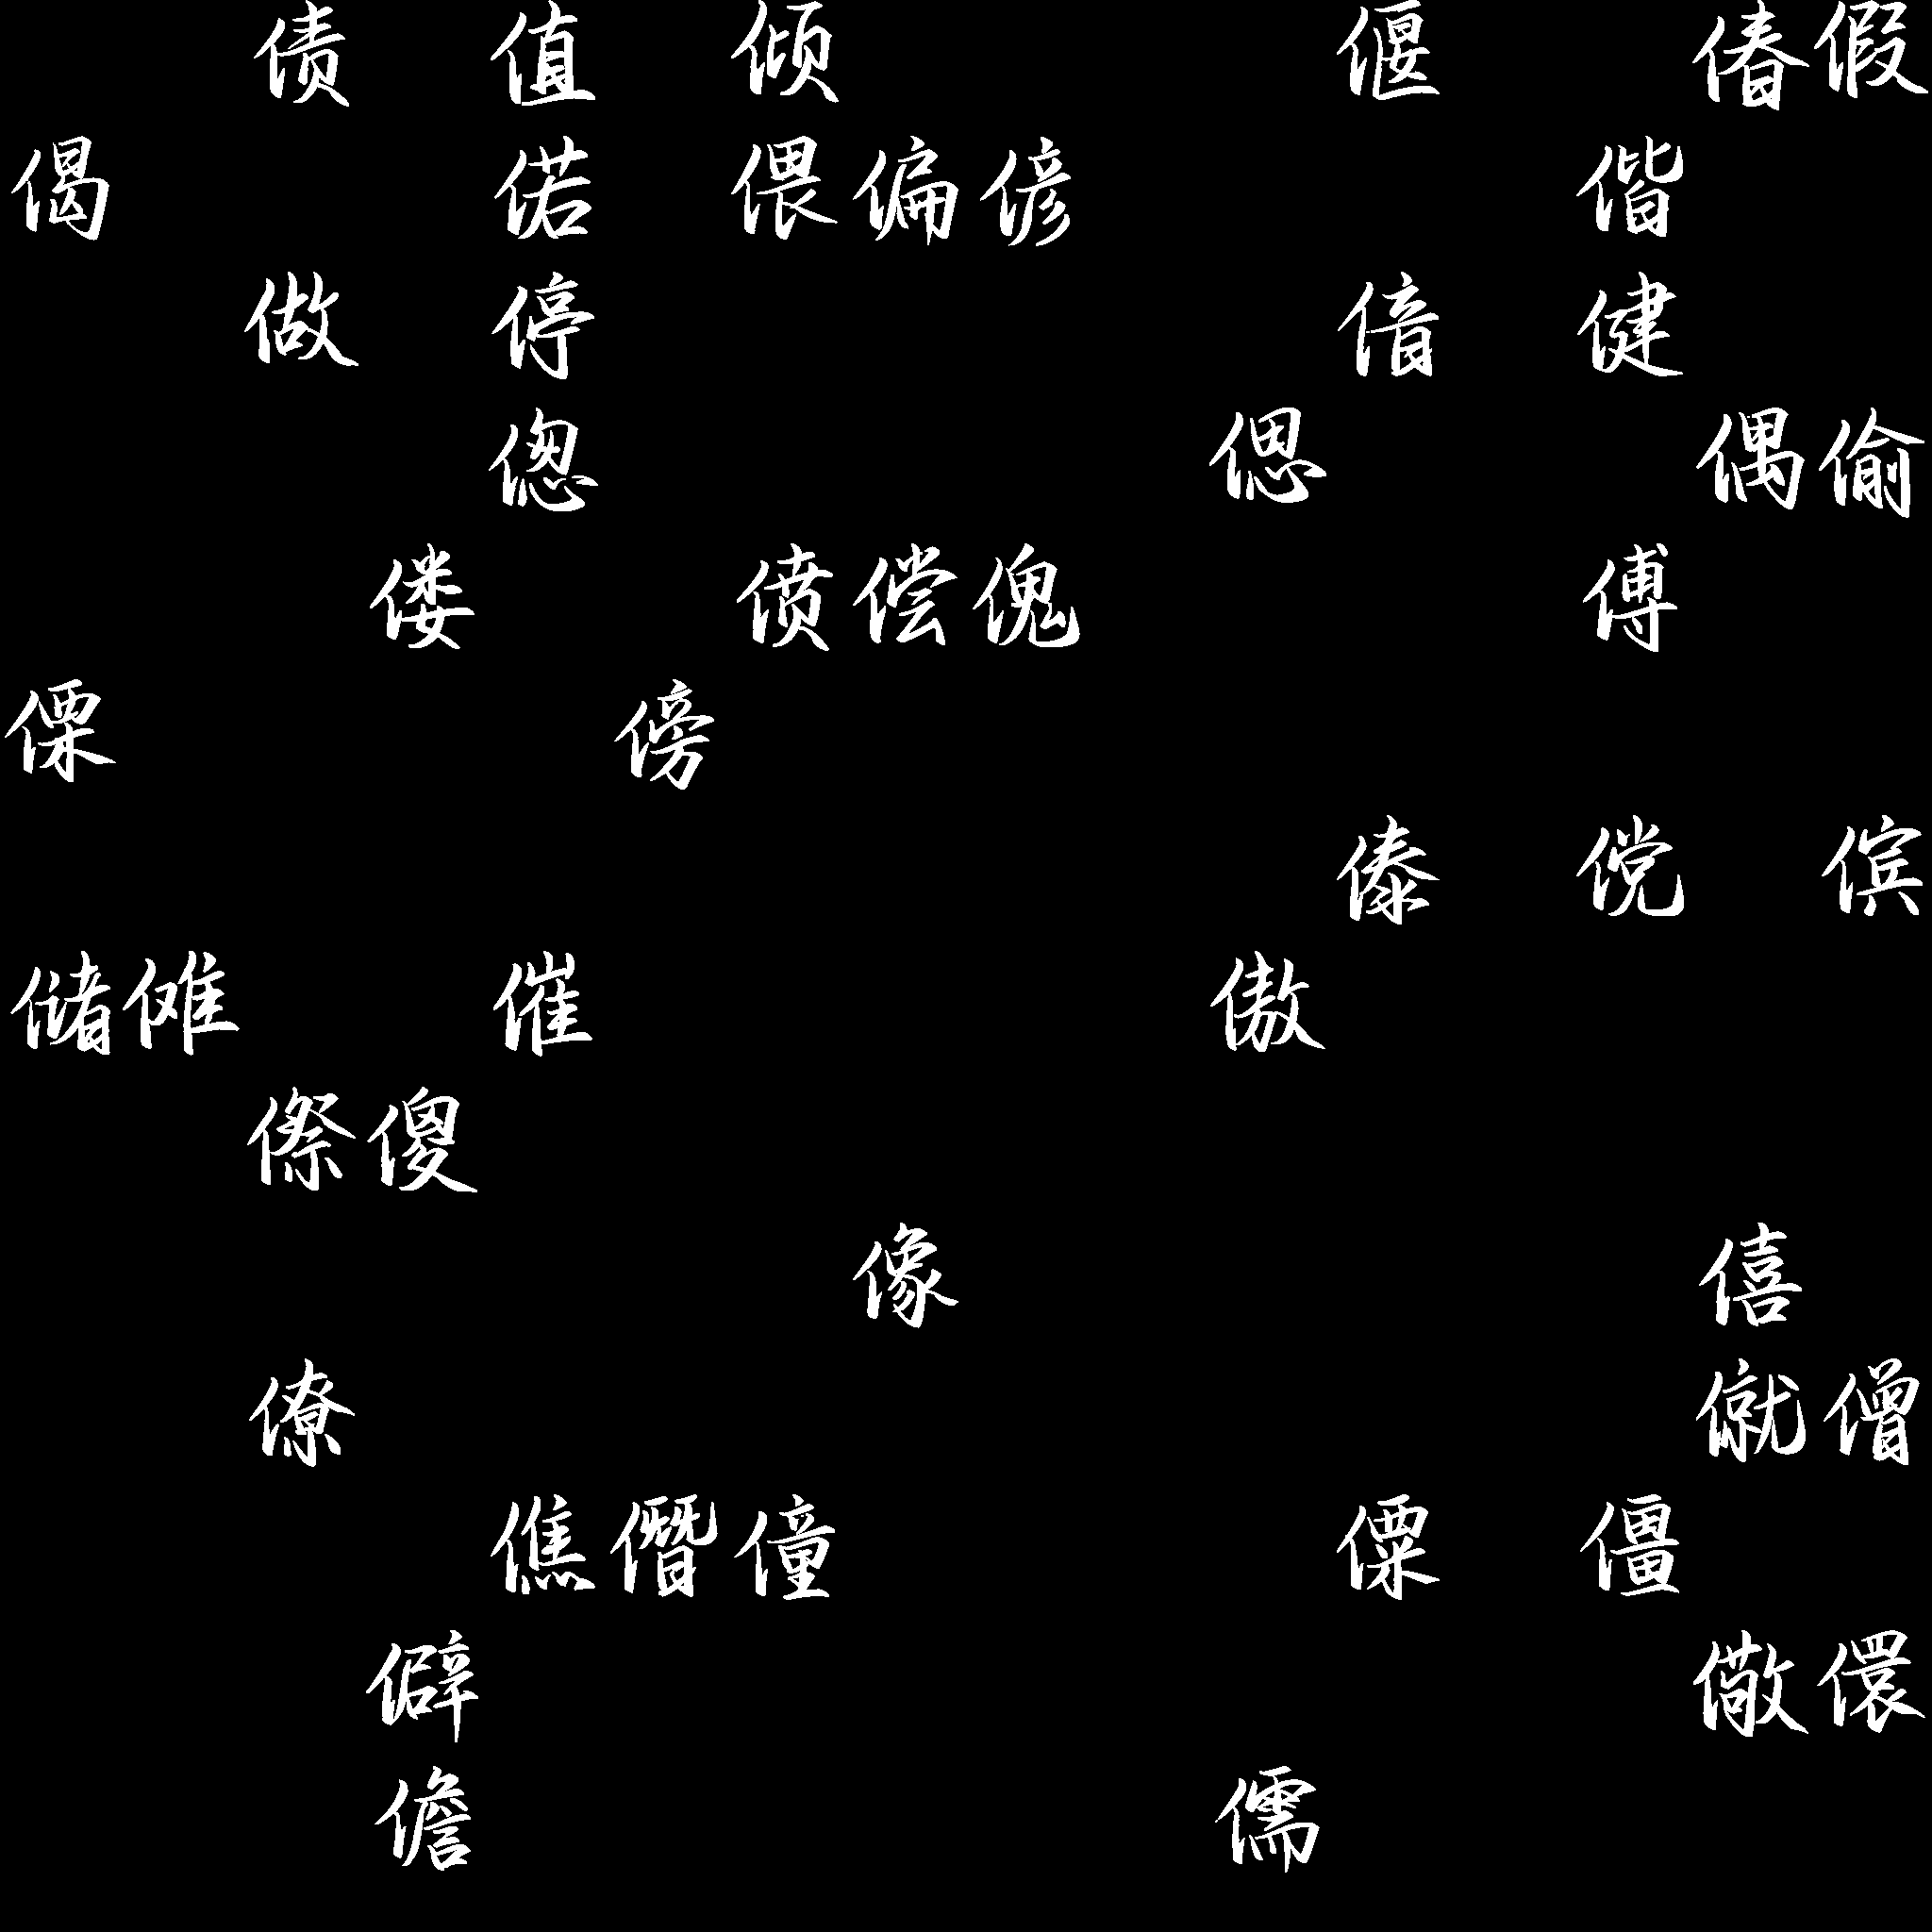 债 值 倾 偃 偆 假
偈 偌 偎 偏 偐 偕
做 停 偣 健
偬 偲 偶 偷
偻 偾 偿 傀 傅
傈 傍
傣 傥 傧
储 傩 催 傲
傺 傻
像 僖
僚 僦 僧
僬 僭 僮 僳 僵
僻 儆 儇
儋 儒